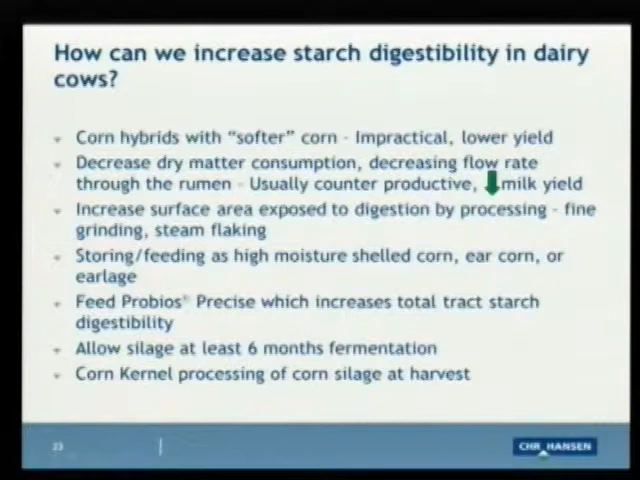 How can we increase starch digestibility in dairy
cows?
Corn hybrids with “softer” corn - Impractical, lower yield
Decrease dry matter consumption, decreasing flow rate
through the rumen - Usually counter productive, milk yield
Increase surface area exposed to digestion by processing - fine
grinding, steam flaking
Storing/feeding as high moisture shelled corn, ear corn, or
earlage
Feed Probios® Precise which increases total tract starch
digestibility
Allow silage at least 6 months fermentation
Corn Kernel processing of corn silage at harvest
CHR HANSEN